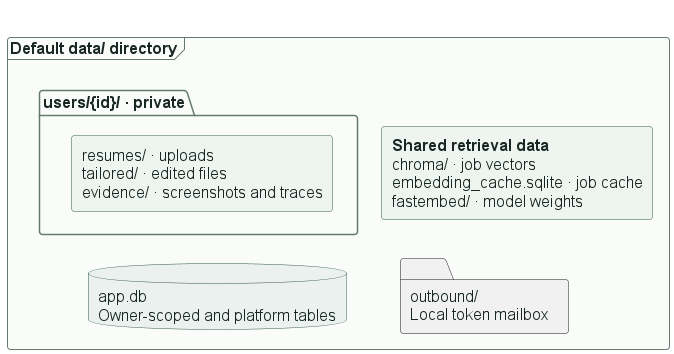 Default data/ directory
users/{id}/ · private
resumes/ · uploads
tailored/ · edited files
evidence/ · screenshots and traces
Shared retrieval data
chroma/ · job vectors
embedding_cache.sqlite · job cache
fastembed/ · model weights
app.db
Owner-scoped and platform tables
outbound/
Local token mailbox